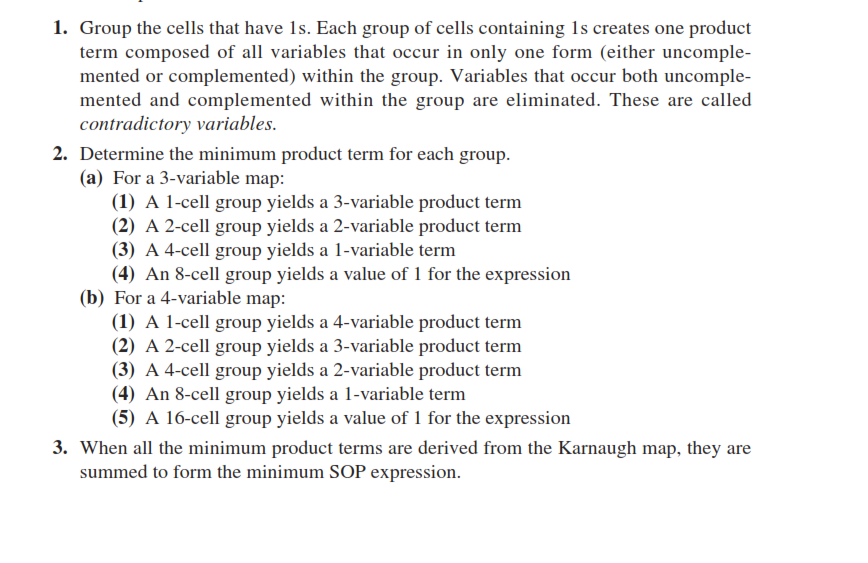 1. Group the cells that have 1s. Each group of cells containing 1s creates one product
term composed of all variables that occur in only one form (either uncomple-
mented or complemented) within the group. Variables that occur both uncomple-
mented and complemented within the group are eliminated. These are called
contradictory variables.
2. Determine the minimum product term for each group.
(a) For a 3-variable map:
(1) A 1-cell group yields a 3-variable product term
(2) A 2-cell group yields a 2-variable product term
(3) A 4-cell group yields a 1-variable term
(4) An 8-cell group yields a value of 1 for the expression
(b) For a 4-variable map:
(1) A 1-cell group yields a 4-variable product term
(2) A 2-cell group yields a 3-variable product term
(3) A 4-cell group yields a 2-variable product term
(4) An 8-cell group yields a 1-variable term
(5) A 16-cell group yields a value of 1 for the expression
3. When all the minimum product terms are derived from the Karnaugh map, they are
summed to form the minimum SOP expression.